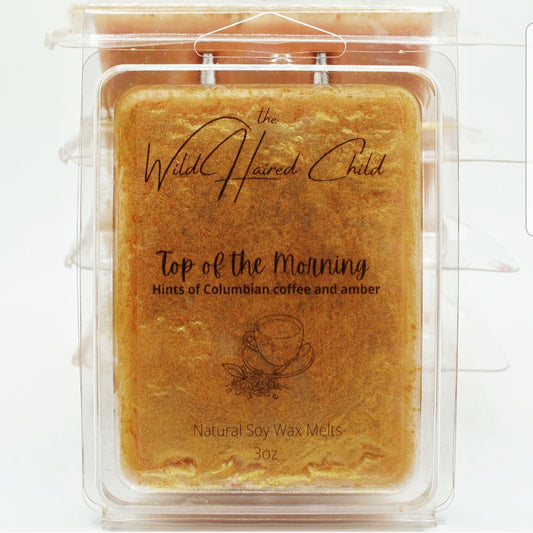 the
Wild Haired Child
Top of the Morning
Hints of Columbian coffee and amber
Natural Soy Wax Melts
3oz